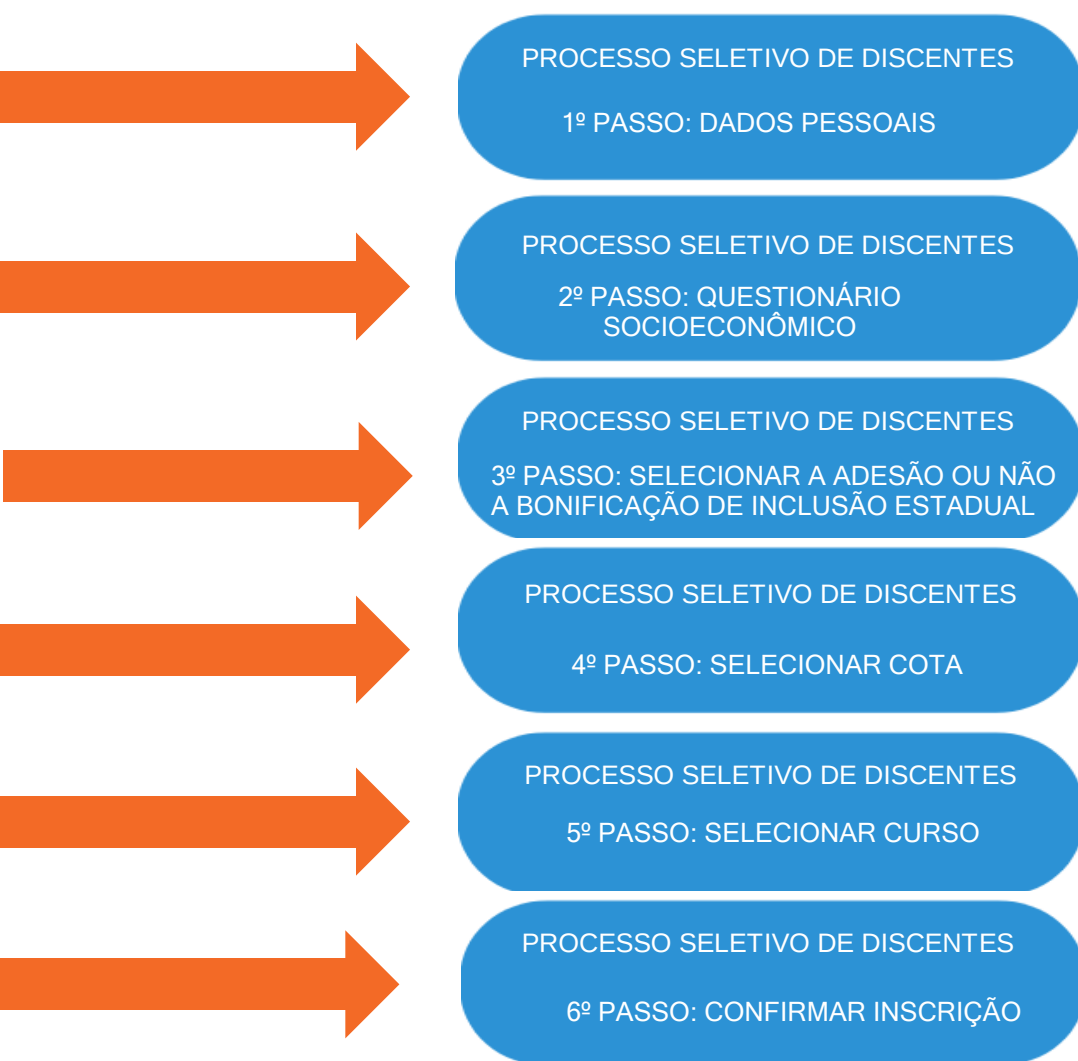 PROCESSO SELETIVO DE DISCENTES
1º PASSO: DADOS PESSOAIS
PROCESSO SELETIVO DE DISCENTES
2º PASSO: QUESTIONÁRIO
SOCIOECONÔMICO
PROCESSO SELETIVO DE DISCENTES
3º PASSO: SELECIONAR A ADESÃO OU NÃO
A BONIFICAÇÃO DE INCLUSÃO ESTADUAL
PROCESSO SELETIVO DE DISCENTES
4º PASSO: SELECIONAR COTA
PROCESSO SELETIVO DE DISCENTES
5º PASSO: SELECIONAR CURSO
PROCESSO SELETIVO DE DISCENTES
6º PASSO: CONFIRMAR INSCRIÇÃO